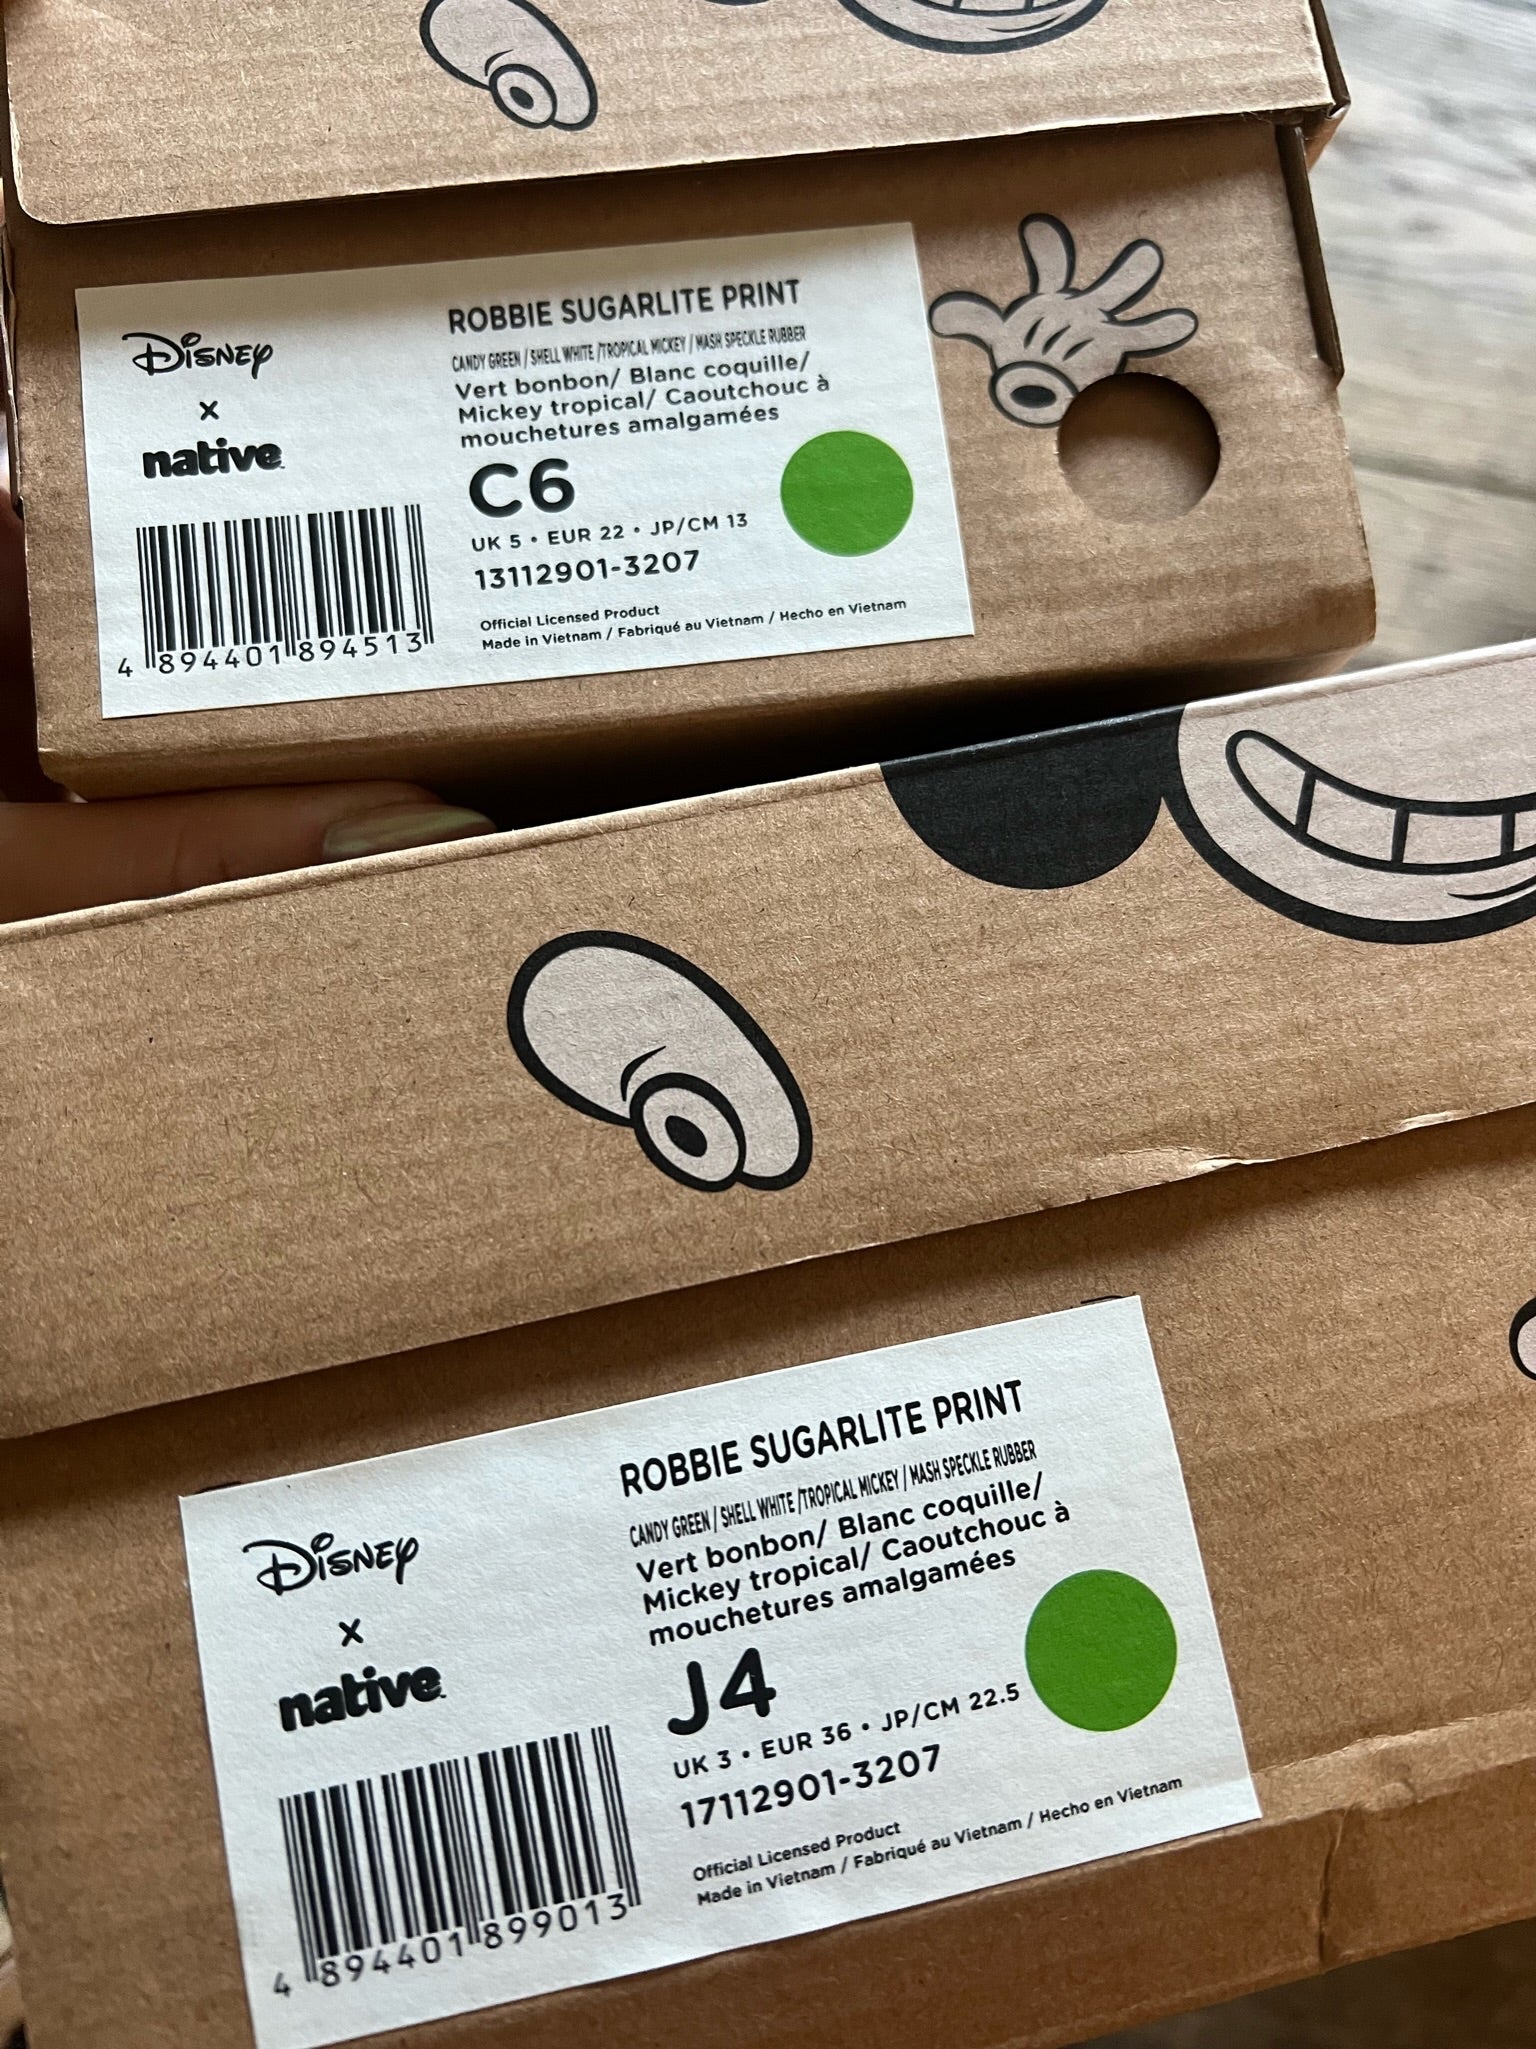 Disney
x
native
ROBBIE SUGARLITE PRINT
CANDY GREEN / SHELL WHITE /TROPICAL MICKEY / MASH SPECKLE RUBBER
Vert bonbon/ Blanc coquille/
Mickey tropical/ Caoutchouc à
mouchetures amalgamées
C6
UK 5 • EUR 22 • JP/CM 13
13112901-3207
Official Licensed Product
Made in Vietnam / Fabriqué au Vietnam / Hecho en Vietnam
4 894401 894513
Disney
x
native
ROBBIE SUGARLITE PRINT
CANDY GREEN / SHELL WHITE /TROPICAL MICKEY / MASH SPECKLE RUBBER
Vert bonbon/ Blanc coquille/
Mickey tropical/ Caoutchouc à
mouchetures amalgamées
J4
UK 3 • EUR 36 • JP/CM 22.5
17112901-3207
Official Licensed Product
Made in Vietnam / Fabriqué au Vietnam / Hecho en Vietnam
4 894401 899013